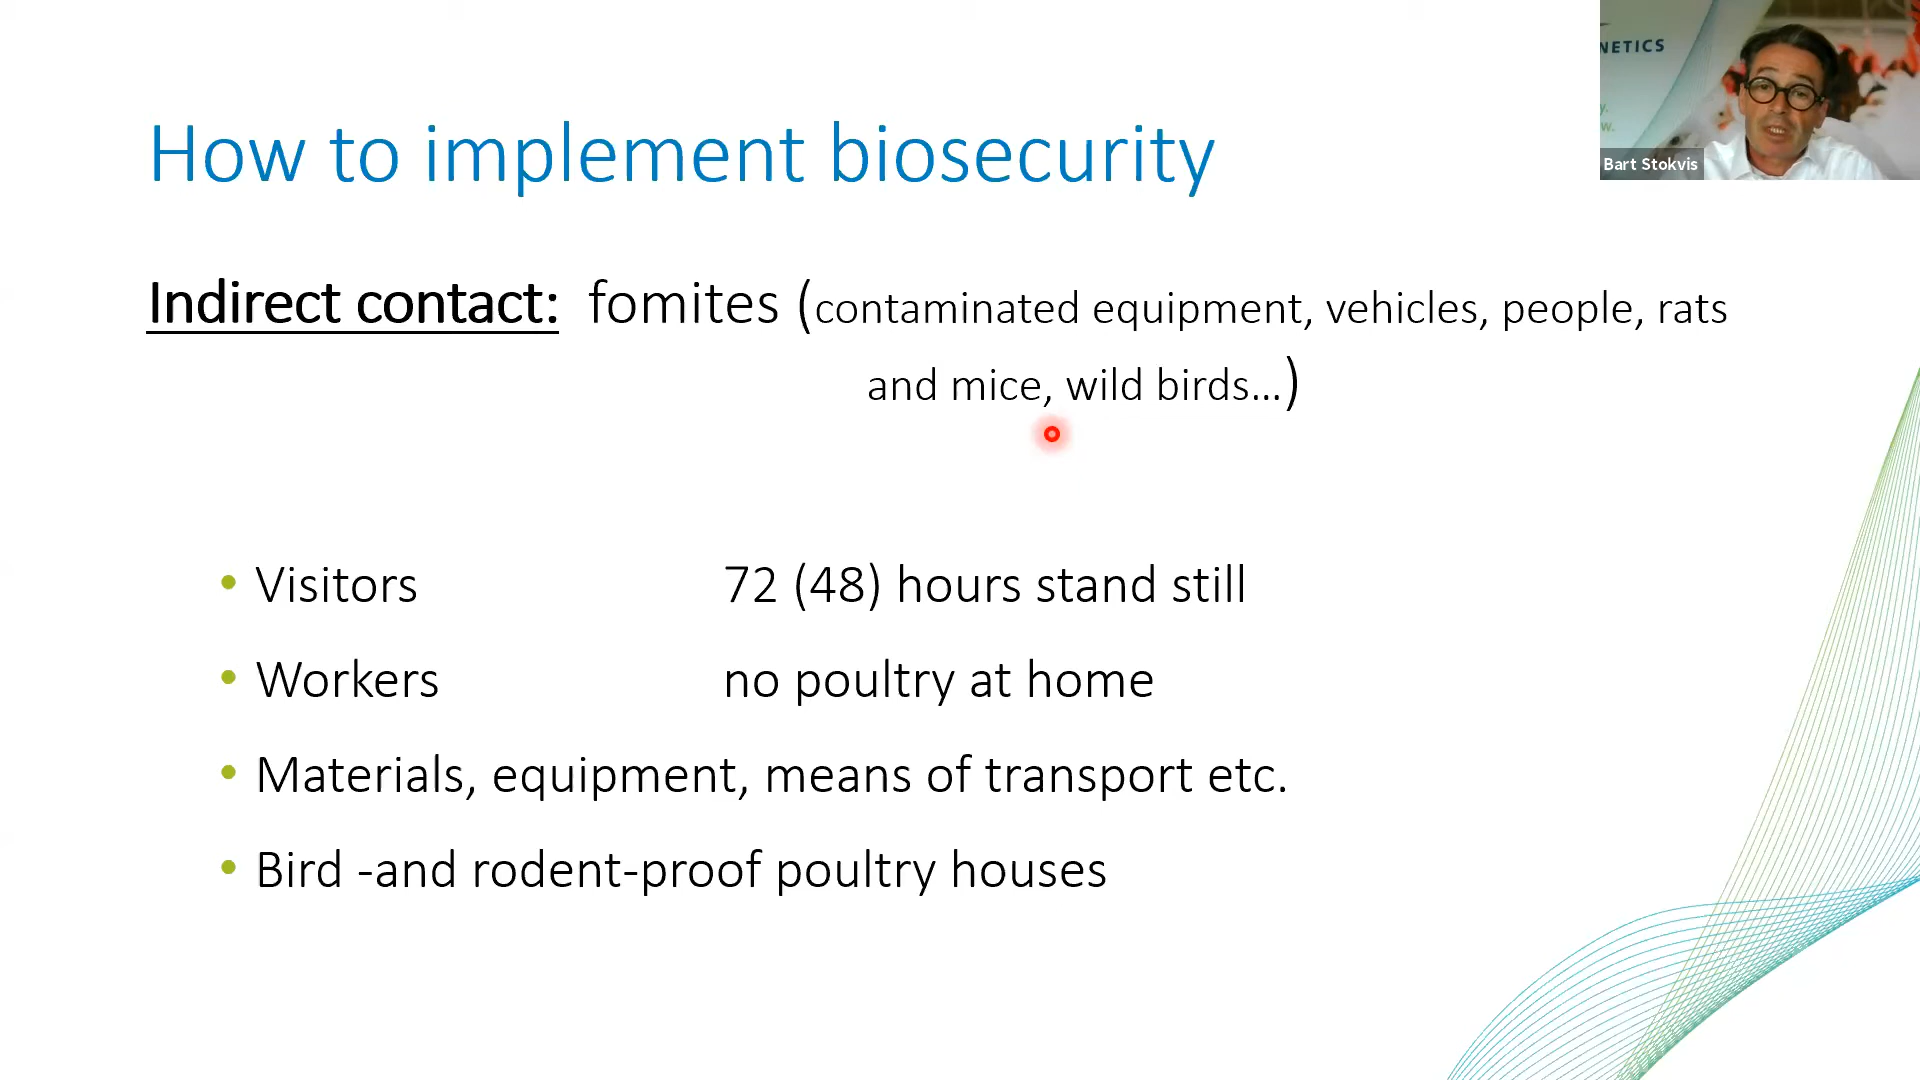 NETICS
y.
w.
Bart Stokvis
How to implement biosecurity
Indirect contact: fomites (contaminated equipment, vehicles, people, rats
and mice, wild birds...)
• Visitors 72 (48) hours stand still
• Workers no poultry at home
• Materials, equipment, means of transport etc.
• Bird -and rodent-proof poultry houses